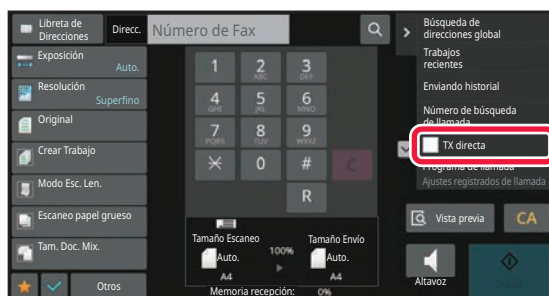 Libreta de
Direcciones
Direcc.
Número de Fax
Exposición
Auto.
Resolución
Superfino
Original
Crear Trabajo
Modo Esc. Len.
Escaneo papel grueso
Tam. Doc. Mix.
Otros
1
2
ABC
3
DEF
4
GHI
5
JKL
6
MNO
7
PQRS
8
TUV
9
WXYZ
0
#
C
R
Tamaño Escaneo
100%
Tamaño Envío
Auto.
Auto.
A4
A4
Memoria recepción:
0%
Búsqueda de
direcciones global
Trabajos
recientes
Enviando historial
Número de búsqueda
de llamada
TX directa
Programa de llamada
Ajustes registrados de llamada
Vista previa
CA
Altavoz
Iniciar